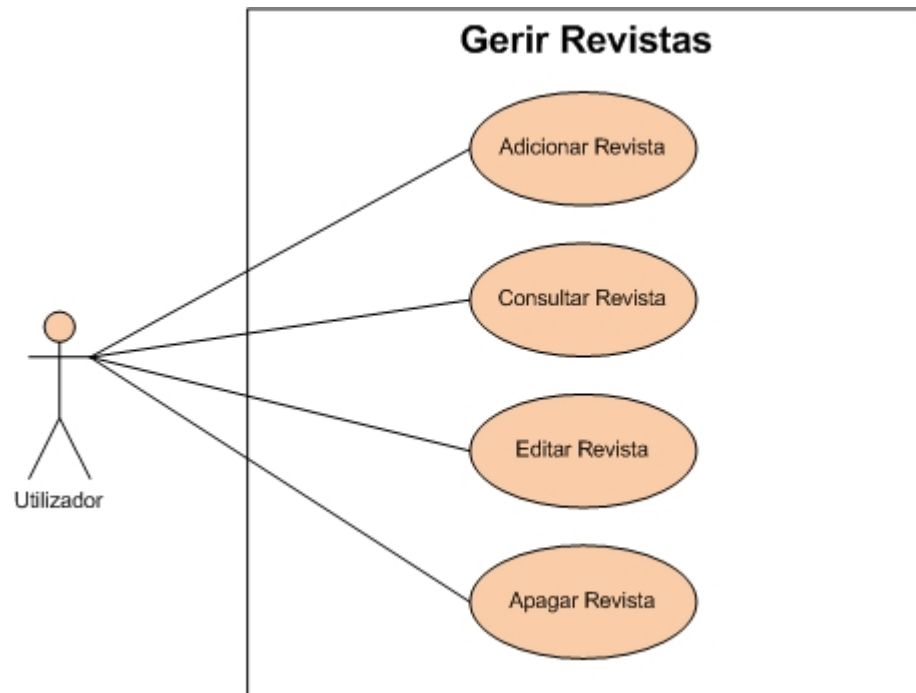 Gerir Revistas
Adicionar Revista
Consultar Revista
Editar Revista
Utilizador
Apagar Revista